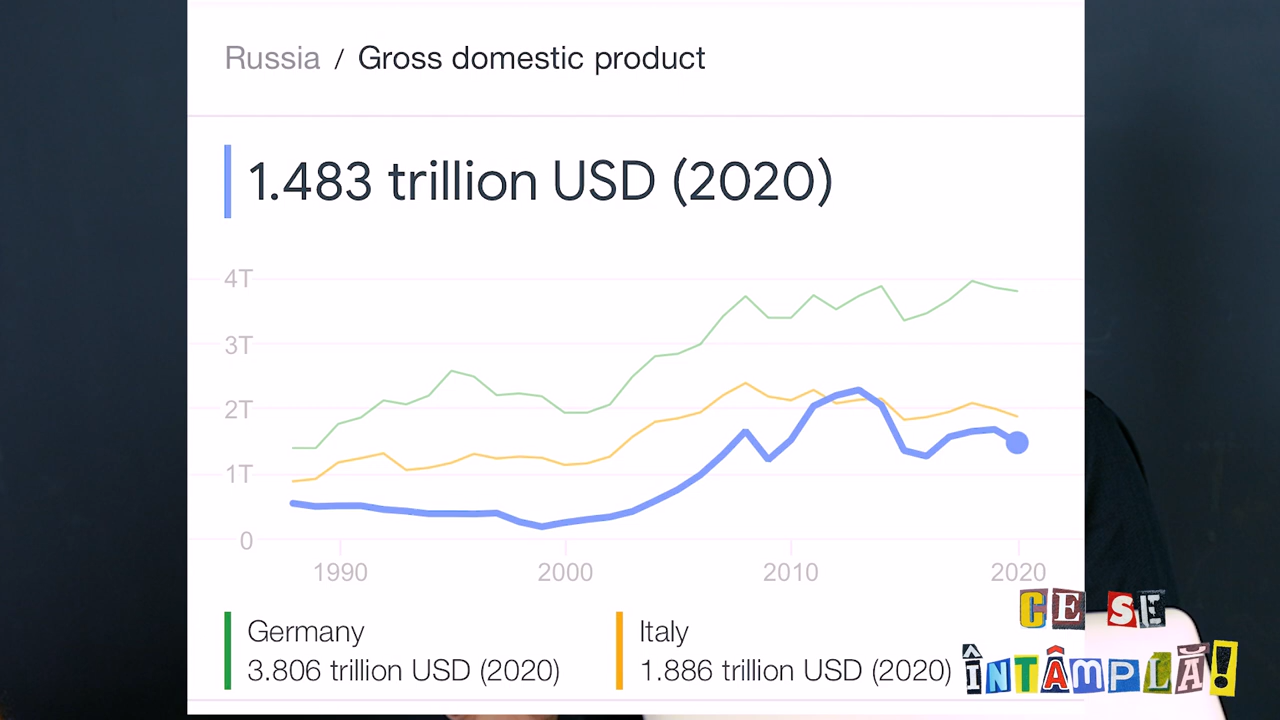 Russia / Gross domestic product
1.483 trillion USD (2020)
4T
3T
2T
1T
0
1990 2000 2010 2020
Germany
3.806 trillion USD (2020)
Italy
1.886 trillion USD (2020)
CE SE
ÎNTÂMPLĂ!